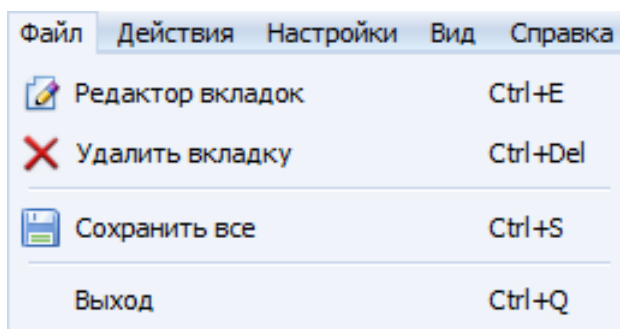 Файл Действия Настройки Вид Справка
Редактор вкладок Ctrl+E
Удалить вкладку Ctrl+Del
Сохранить все Ctrl+S
Выход Ctrl+Q